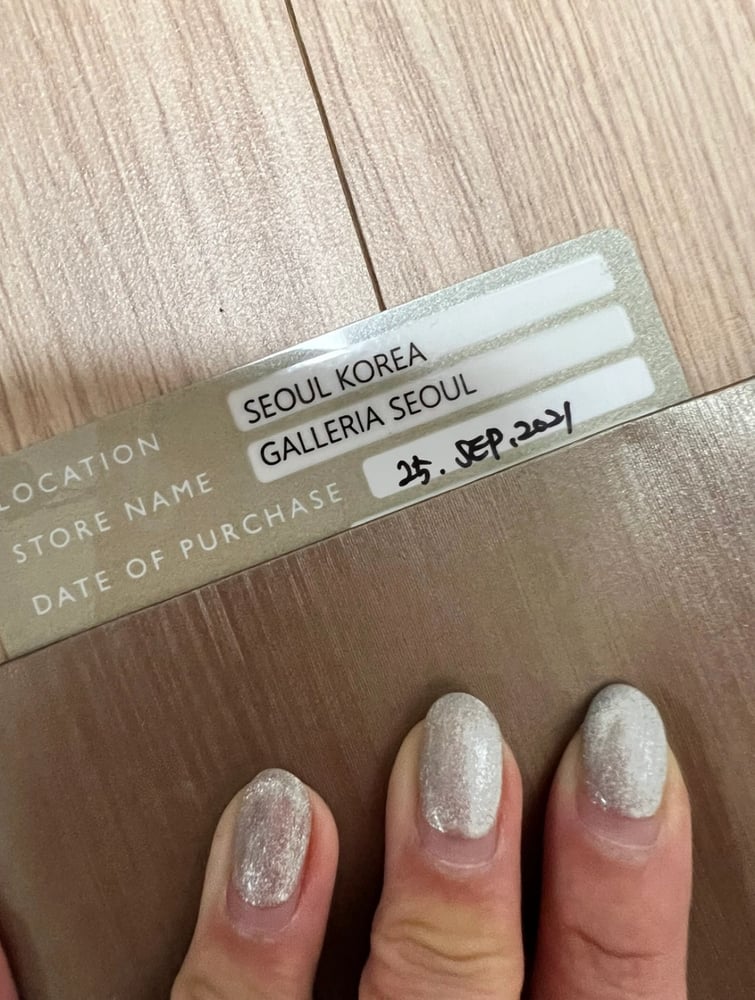 LOCATION SEOUL KOREA
STORE NAME GALLERIA SEOUL
DATE OF PURCHASE 25. SEP. 2021